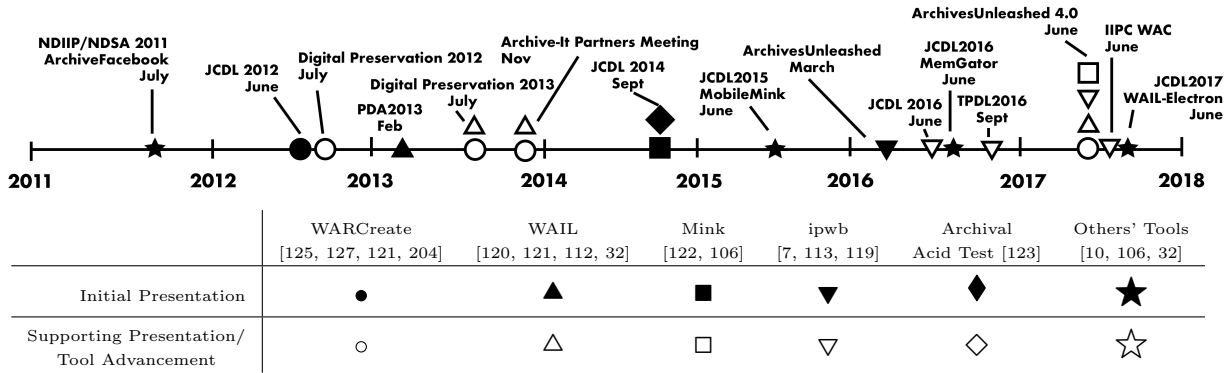 NDIIP/NDSA 2011
ArchiveFacebook
July
JCDL 2012
June
Digital Preservation 2012
July
PDA2013
Feb
Digital Preservation 2013
July
Archive-It Partners Meeting
Nov
JCDL 2014
Sept
JCDL2015
MobileMink
June
ArchivesUnleashed
March
JCDL 2016
June
JCDL2016
MemGator
June
TPDL2016
Sept
ArchivesUnleashed 4.0
June
IIPC WAC
June
JCDL2017
WAIL-Electron
June
2011 2012 2013 2014 2015 2016 2017 2018
WARCreate WAIL Mink ipwb Archival Others' Tools
[125, 127, 121, 204] [120, 121, 112, 32] [122, 106] [7, 113, 119] Acid Test [123] [10, 106, 32]
Initial Presentation
Supporting Presentation/
Tool Advancement